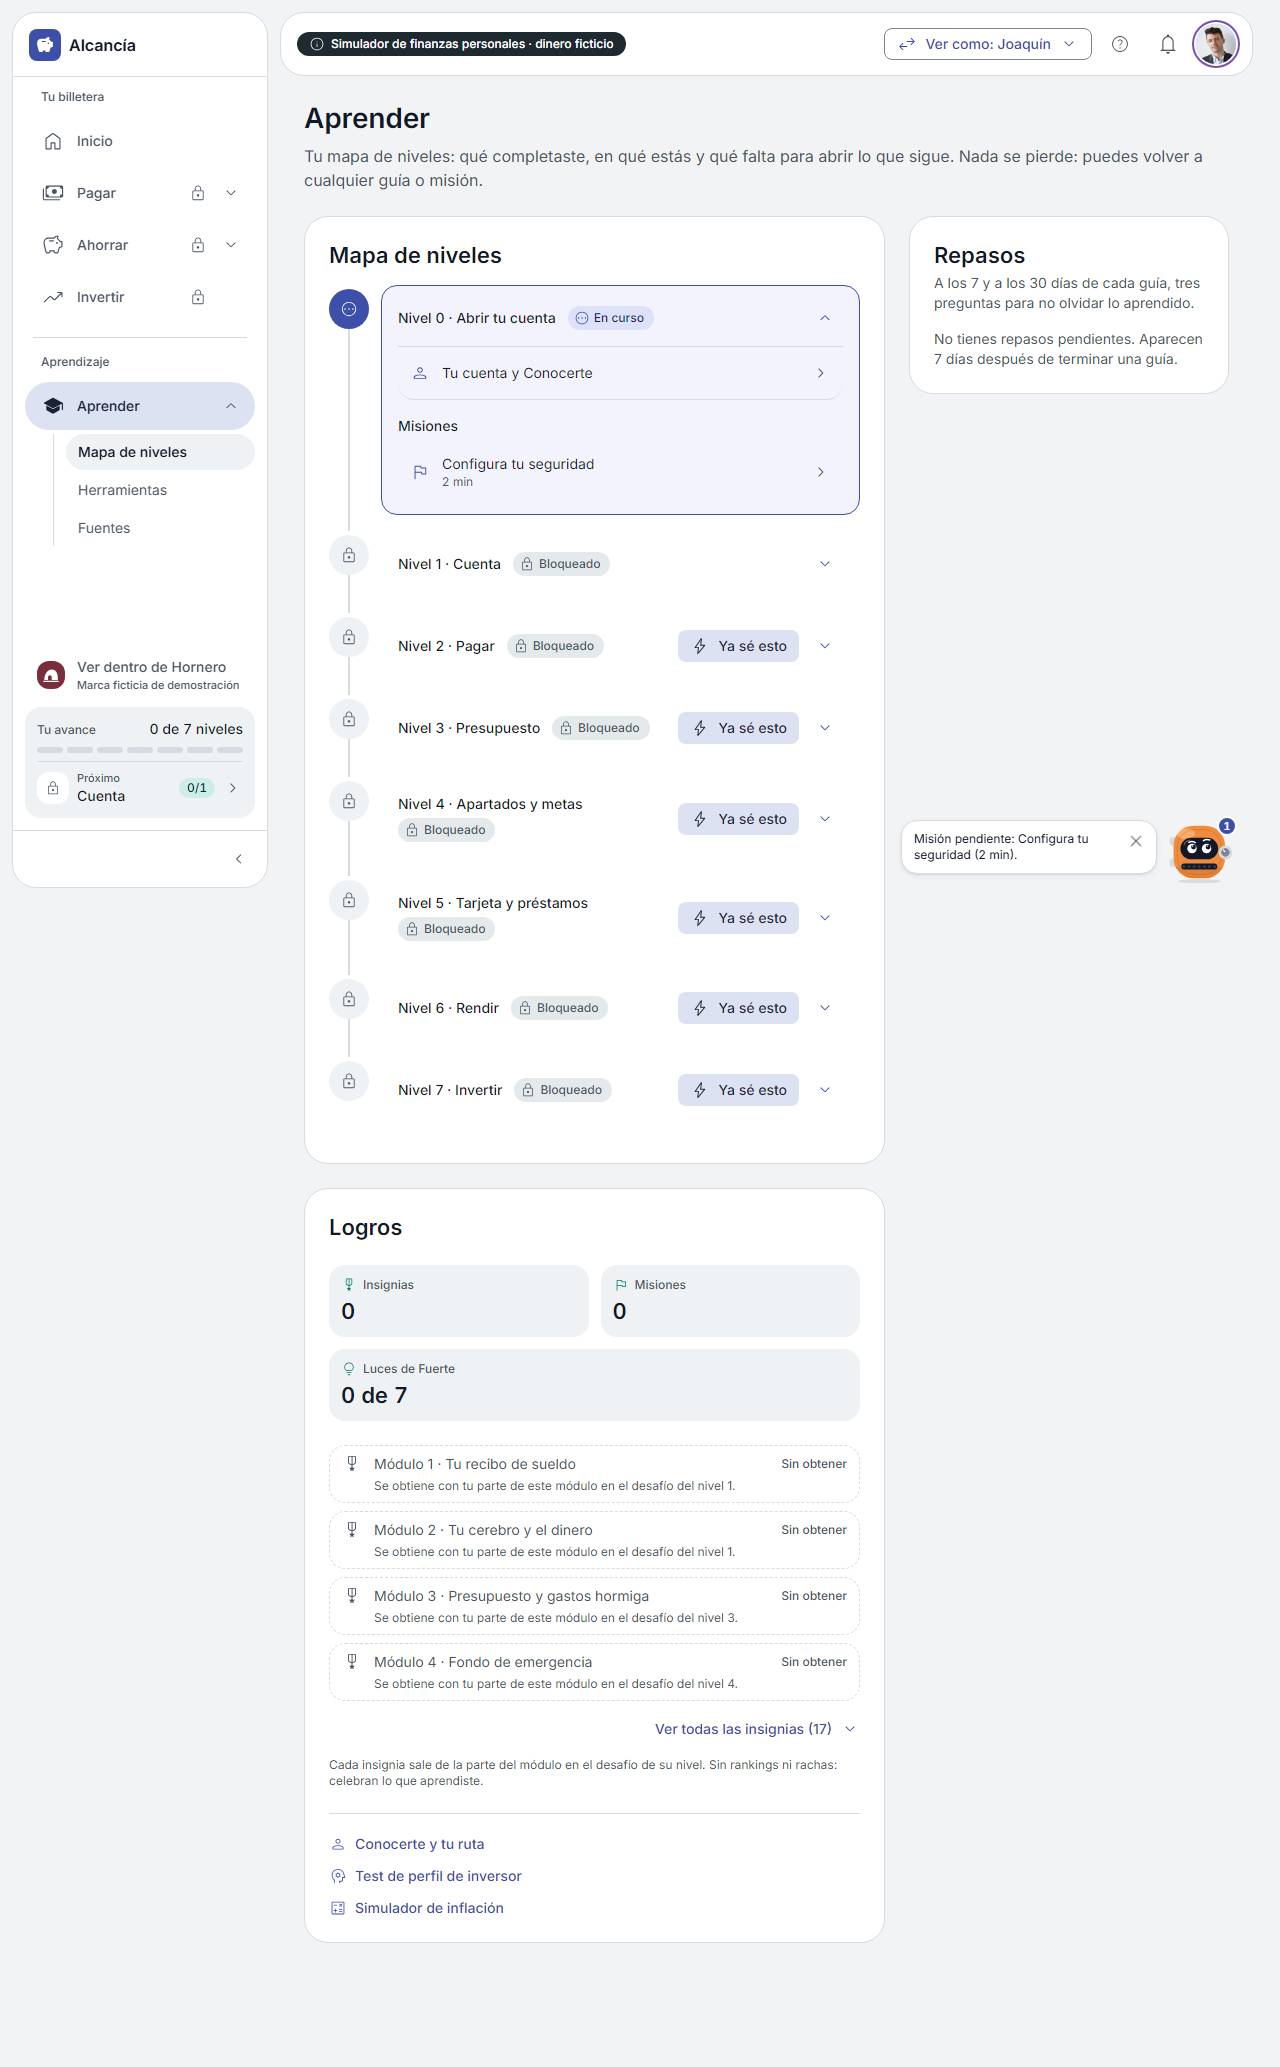 Alcancía
Tu billetera
Inicio
Pagar
Ahorrar
Invertir
Aprendizaje
Aprender
Mapa de niveles
Herramientas
Fuentes
Ver dentro de Hornero
Marca ficticia de demostración
Tu avance
0 de 7 niveles
Próximo
Cuenta
0/1
Simulador de finanzas personales · dinero ficticio
Ver como: Joaquín
Aprender
Tu mapa de niveles: qué completaste, en qué estás y qué falta para abrir lo que sigue. Nada se pierde: puedes volver a
cualquier guía o misión.
Mapa de niveles
Nivel 0 · Abrir tu cuenta
En curso
Tu cuenta y Conocerte
Misiones
Configura tu seguridad
2 min
Nivel 1 · Cuenta
Bloqueado
Nivel 2 · Pagar
Bloqueado
Ya sé esto
Nivel 3 · Presupuesto
Bloqueado
Ya sé esto
Nivel 4 · Apartados y metas
Bloqueado
Ya sé esto
Nivel 5 · Tarjeta y préstamos
Bloqueado
Ya sé esto
Nivel 6 · Rendir
Bloqueado
Ya sé esto
Nivel 7 · Invertir
Bloqueado
Ya sé esto
Repasos
A los 7 y a los 30 días de cada guía, tres
preguntas para no olvidar lo aprendido.
No tienes repasos pendientes. Aparecen
7 días después de terminar una guía.
Misión pendiente: Configura tu
seguridad (2 min).
1
Logros
Insignias
0
Misiones
0
Luces de Fuerte
0 de 7
Módulo 1 · Tu recibo de sueldo
Sin obtener
Se obtiene con tu parte de este módulo en el desafío del nivel 1.
Módulo 2 · Tu cerebro y el dinero
Sin obtener
Se obtiene con tu parte de este módulo en el desafío del nivel 1.
Módulo 3 · Presupuesto y gastos hormiga
Sin obtener
Se obtiene con tu parte de este módulo en el desafío del nivel 3.
Módulo 4 · Fondo de emergencia
Sin obtener
Se obtiene con tu parte de este módulo en el desafío del nivel 4.
Ver todas las insignias (17)
Cada insignia sale de la parte del módulo en el desafío de su nivel. Sin rankings ni rachas:
celebran lo que aprendiste.
Conocerte y tu ruta
Test de perfil de inversor
Simulador de inflación